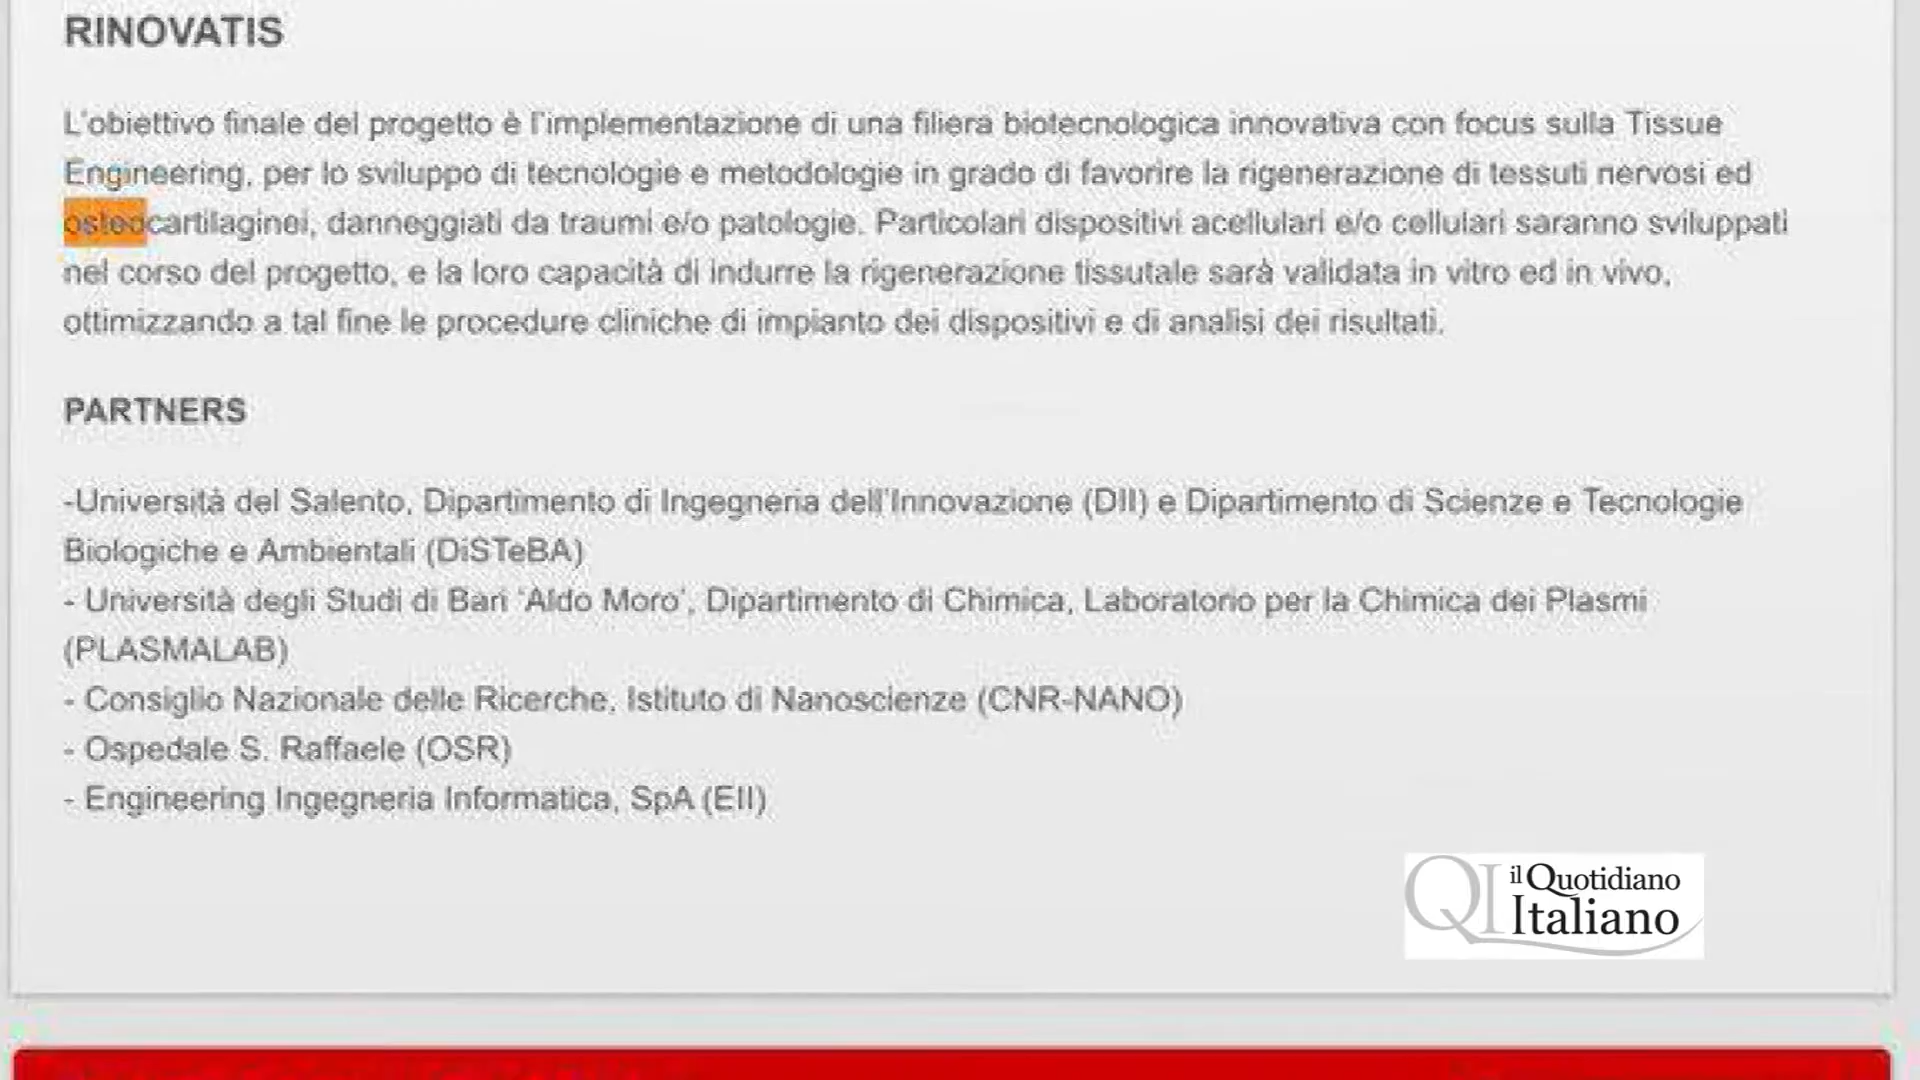 RINOVATIS
L'obiettivo finale del progetto è l'implementazione di una filiera biotecnologica innovativa con focus sulla Tissue
Engineering, per lo sviluppo di tecnologie e metodologie in grado di favorire la rigenerazione di tessuti nervosi ed
osteocartilaginei, danneggiati da traumi e/o patologie. Particolari dispositivi acellulari e/o cellulari saranno sviluppati
nel corso del progetto, e la loro capacità di indurre la rigenerazione tissutale sarà validata in vitro ed in vivo,
ottimizzando a tal fine le procedure cliniche di impianto dei dispositivi e di analisi dei risultati.
PARTNERS
-Università del Salento, Dipartimento di Ingegneria dell'Innovazione (DII) e Dipartimento di Scienze e Tecnologie
Biologiche e Ambientali (DiSTeBA)
- Università degli Studi di Bari 'Aldo Moro', Dipartimento di Chimica, Laboratorio per la Chimica dei Plasmi
(PLASMALAB)
- Consiglio Nazionale delle Ricerche, Istituto di Nanoscienze (CNR-NANO)
- Ospedale S. Raffaele (OSR)
- Engineering Ingegneria Informatica, SpA (EII)
QI il Quotidiano
Italiano